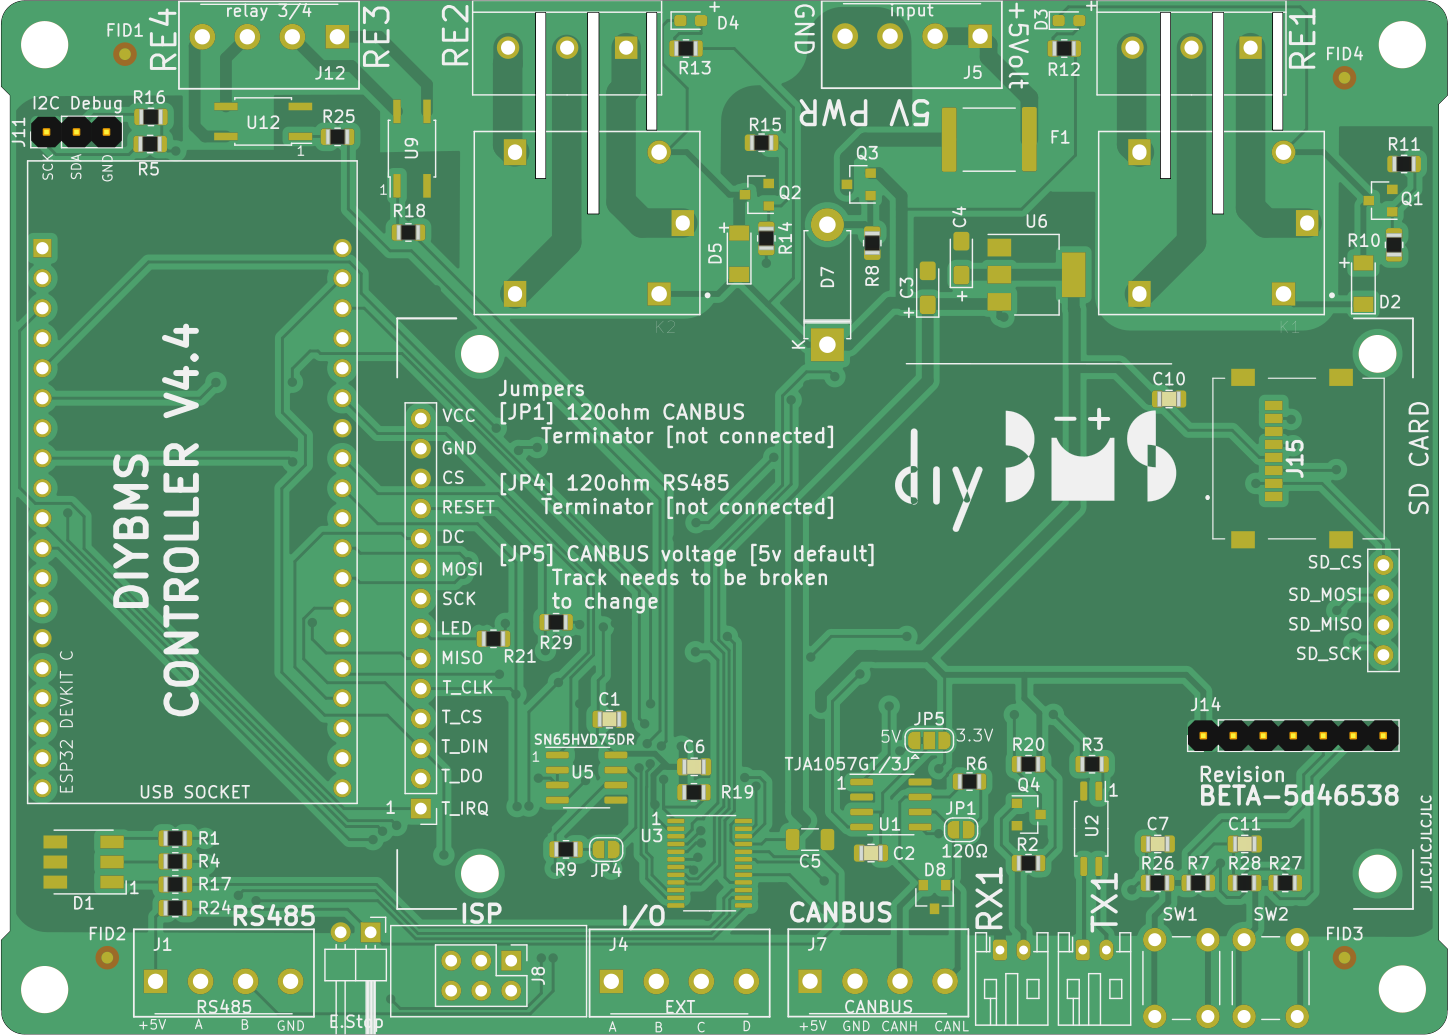 relay 3/4
RE4
RE3
RE2
D4
R13
GND
input
J5
+5Volt
D3
R12
RE1
FID1
FID4
J12
I2C Debug
R16
J11
U12
R25
1
R5
SCK
SDA
GND
U9
1
R18
R15
Q3
Q2
R14
D5
5V PWR
F1
C4
U6
R8
D7
C3
K
R11
Q1
R10
D2
K2
K1
DIYBMS
CONTROLLER V4.4
ESP32 DEVKIT C
USB SOCKET
VCC
GND
CS
RESET
DC
MOSI
SCK
LED
MISO
T_CLK
T_CS
T_DIN
T_DO
T_IRQ
1
Jumpers
[JP1] 120ohm CANBUS
Terminator [not connected]
[JP4] 120ohm RS485
Terminator [not connected]
[JP5] CANBUS voltage [5v default]
Track needs to be broken
to change
diyBMS
-+
C10
J15
SD CARD
SD_CS
SD_MOSI
SD_MISO
SD_SCK
R29
R21
C1
SN65HVD75DR
1
U5
C6
R19
R9
JP4
1
U3
JP5
5V
3.3V
TJA1057GT/3J
1
U1
R6
JP1
120Ω
C2
C5
D8
R20
Q4
R2
R3
1
U2
J14
Revision
BETA-5d46538
C7
R26
R7
C11
R28
R27
JLCJLCJLCJLC
R1
R4
R17
R24
1
D1
RS485
FID2
J1
RS485
+5V
A
B
GND
E.Stop
ISP
J8
I/O
J4
EXT
A
B
C
D
CANBUS
J7
CANBUS
+5V
GND
CANH
CANL
RX1
TX1
SW1
SW2
FID3